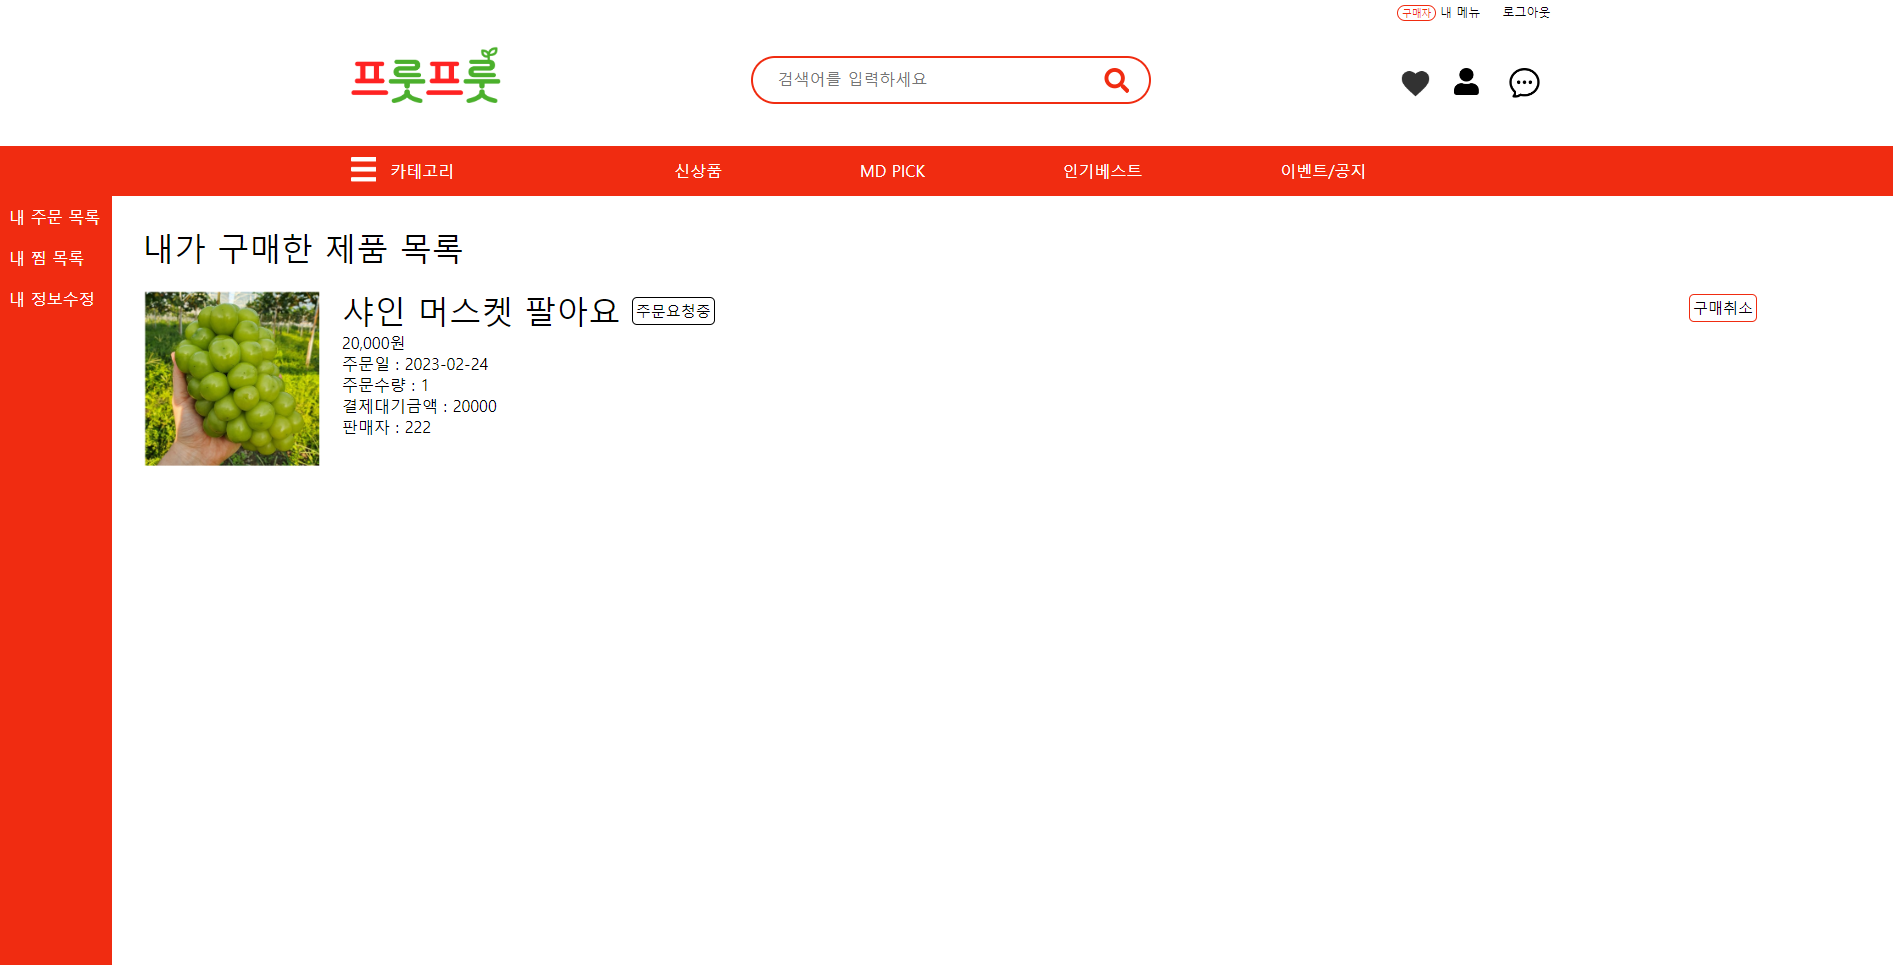 구매자 내 메뉴 로그아웃
프룻프룻
검색어를 입력하세요
카테고리 신상품 MD PICK 인기베스트 이벤트/공지
내 주문 목록
내 찜 목록
내 정보수정
내가 구매한 제품 목록
샤인 머스켓 팔아요 주문요청중 구매취소
20,000원
주문일 : 2023-02-24
주문수량 : 1
결제대기금액 : 20000
판매자 : 222